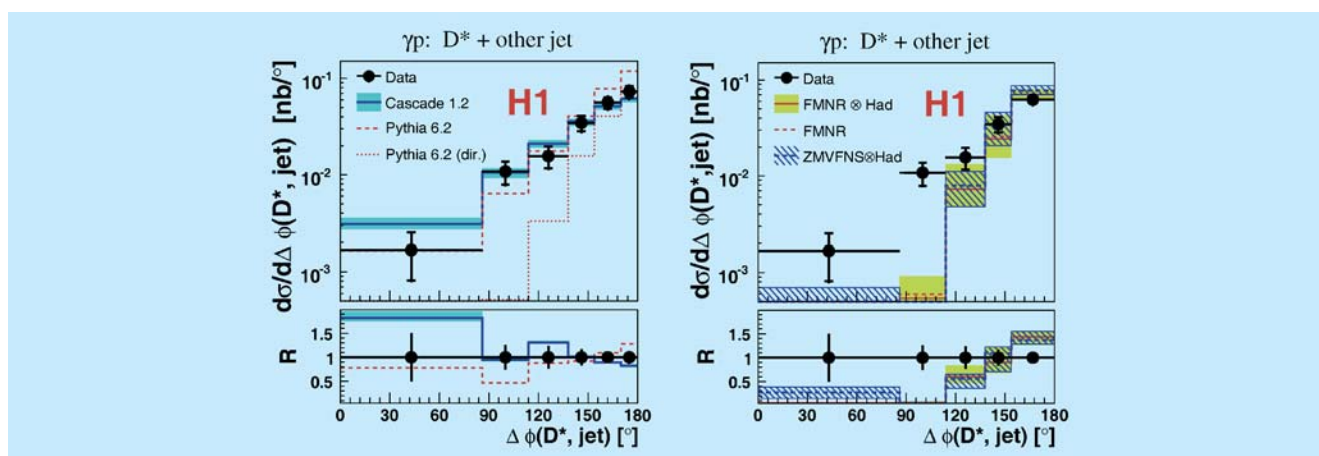 γp: D* + other jet
dσ/dΔ ϕ(D*, jet) [nb/°]
10⁻¹
10⁻²
10⁻³
Data
Cascade 1.2
Pythia 6.2
Pythia 6.2 (dir.)
H1
R
1.5
1
0.5
0 30 60 90 120 150 180
Δ ϕ(D*, jet) [°]
γp: D* + other jet
dσ/dΔ ϕ(D*,jet) [nb/°]
10⁻¹
10⁻²
10⁻³
Data
FMNR ⊗ Had
FMNR
ZMVFNS⊗Had
H1
R
1.5
1
0.5
0 30 60 90 120 150 180
Δ ϕ(D*, jet) [°]